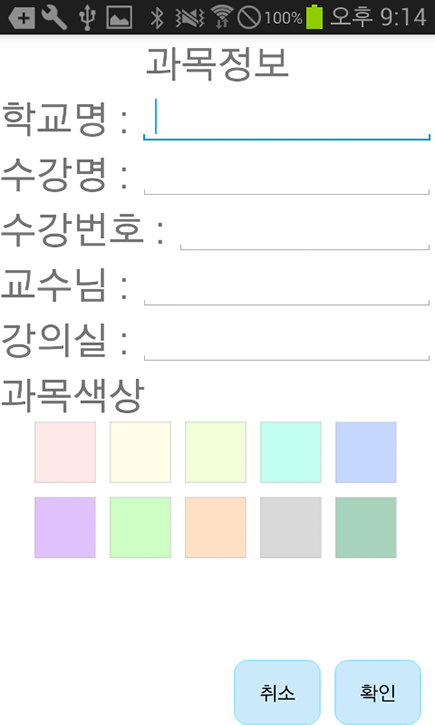 100% 오후 9:14
과목정보
학교명 :
수강명 :
수강번호 :
교수님 :
강의실 :
과목색상
취소 확인